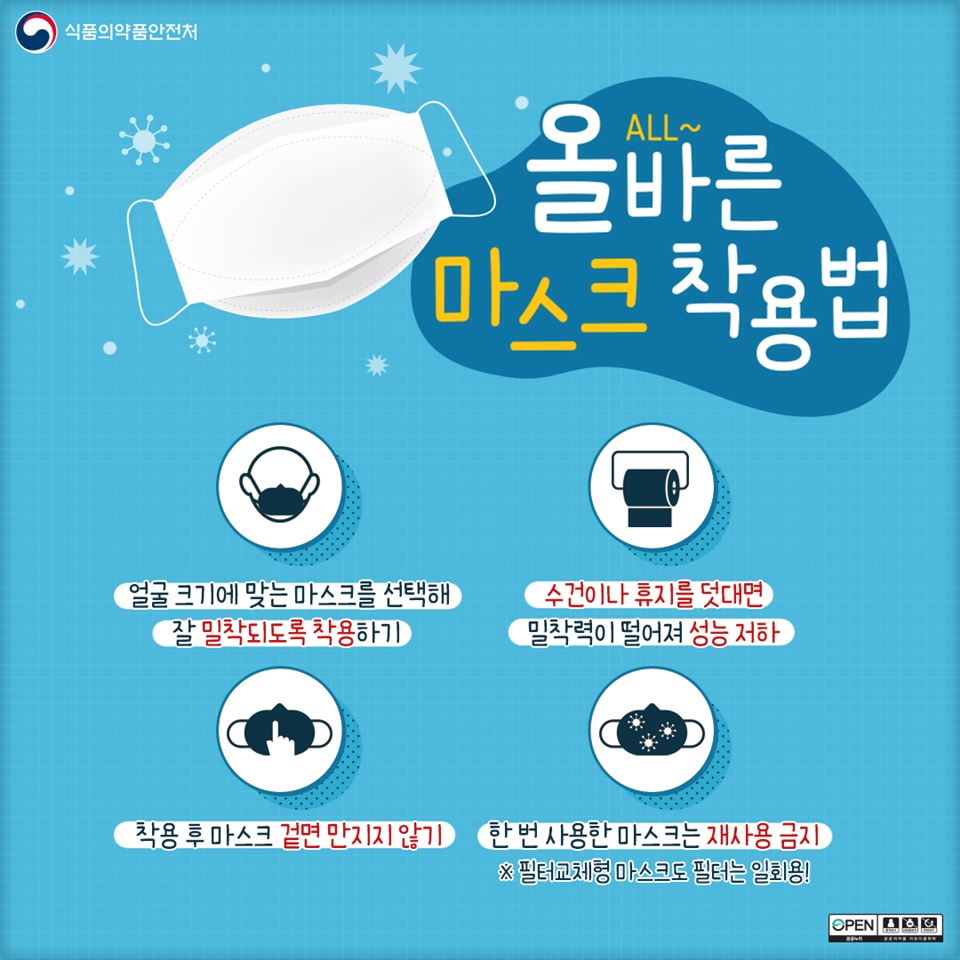 식품의약품안전처
ALL~
올바른
마스크 착용법
얼굴 크기에 맞는 마스크를 선택해
잘 밀착되도록 착용하기
수건이나 휴지를 덧대면
밀착력이 떨어져 성능 저하
착용 후 마스크 겉면 만지지 않기
한 번 사용한 마스크는 재사용 금지
※ 필터교체형 마스크도 필터는 일회용!
OPEN
공공누리